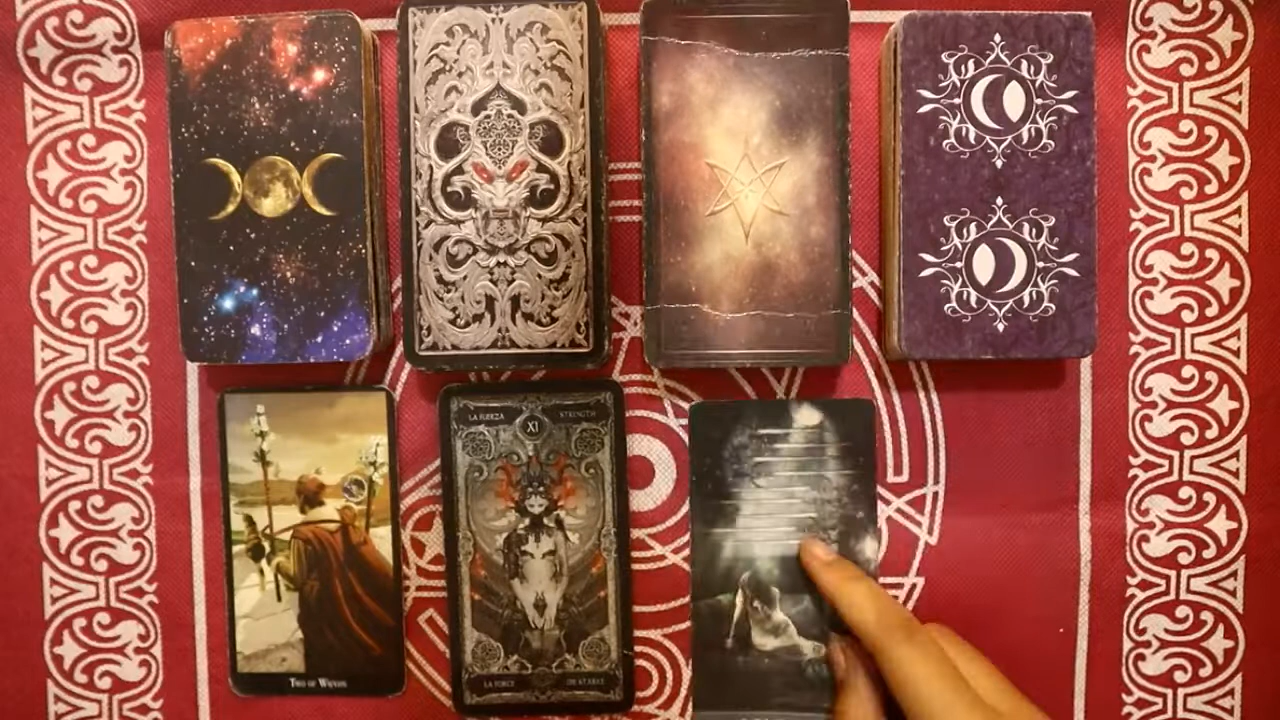 LA FUERZA
STRENGTH
XI
LA FORCE
DIE STÄRKE
TWO OF WANDS